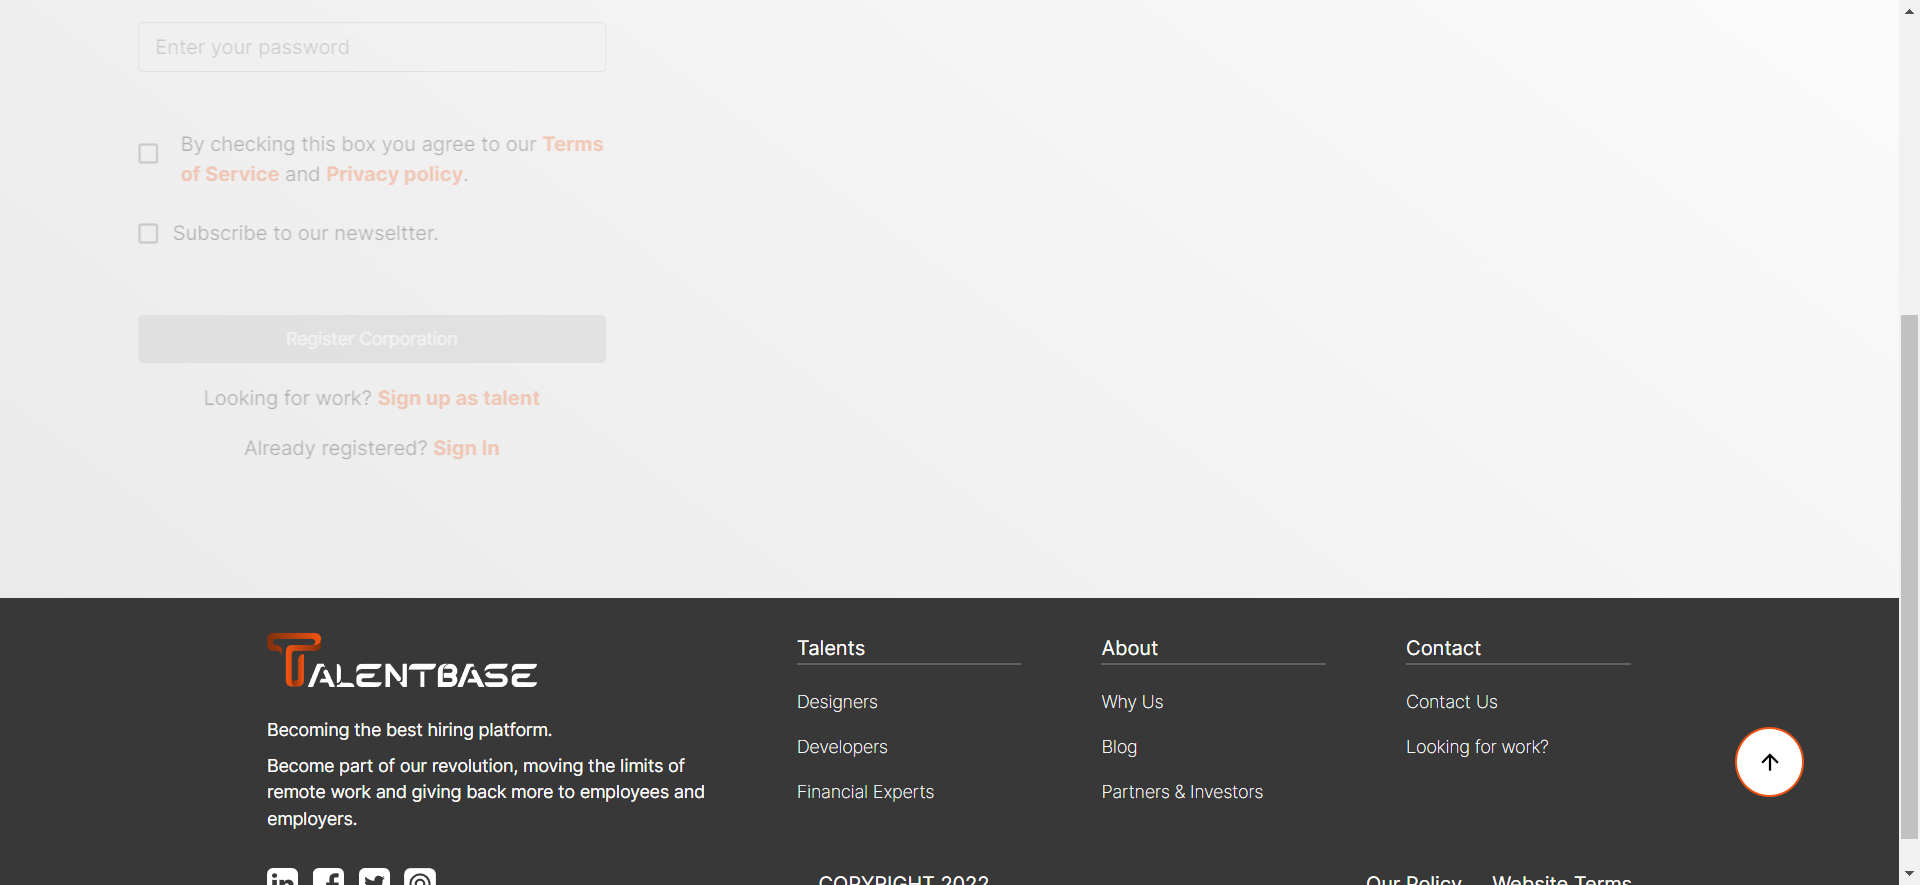 Enter your password
By checking this box you agree to our Terms
of Service and Privacy policy.
Subscribe to our newseltter.
Register Corporation
Looking for work? Sign up as talent
Already registered? Sign In
TALENTBASE
Becoming the best hiring platform.
Become part of our revolution, moving the limits of
remote work and giving back more to employees and
employers.
Talents
Designers
Developers
Financial Experts
About
Why Us
Blog
Partners & Investors
Contact
Contact Us
Looking for work?
COPYRIGHT 2022
Our Policy
Website Terms